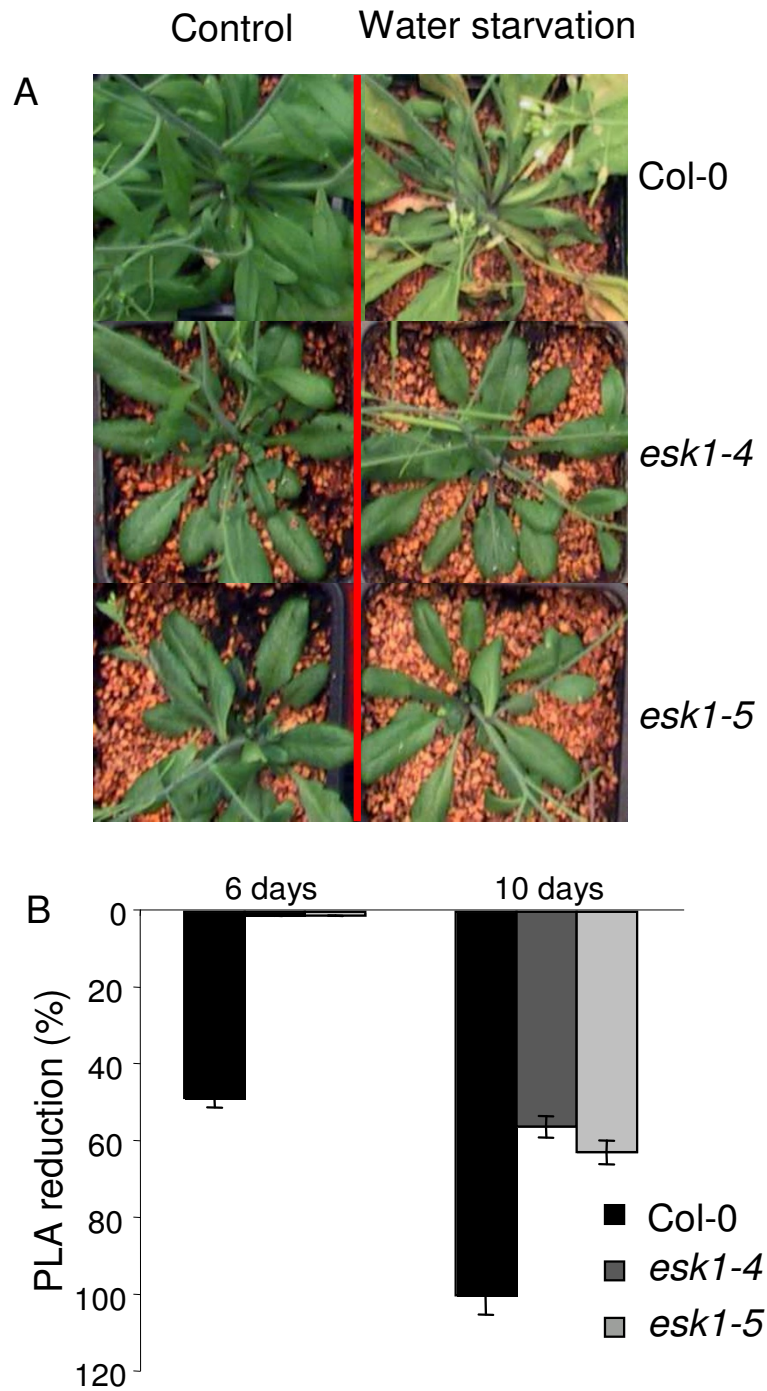 Control Water starvation
A
Col-0
esk1-4
esk1-5
B
6 days 10 days
PLA reduction (%)
0
20
40
60
80
100
120
Col-0
esk1-4
esk1-5